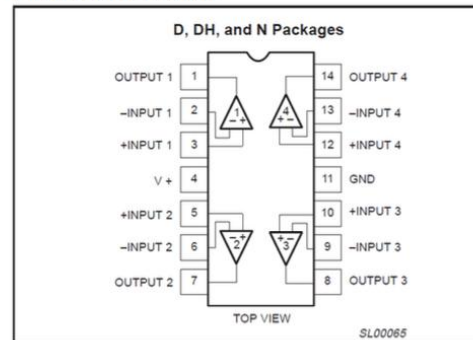 D, DH, and N Packages
OUTPUT 1 1 14 OUTPUT 4
–INPUT 1 2 13 –INPUT 4
1 4
– + + –
+INPUT 1 3 12 +INPUT 4
V + 4 11 GND
+INPUT 2 5 10 +INPUT 3
– + + –
2 3
–INPUT 2 6 9 –INPUT 3
OUTPUT 2 7 8 OUTPUT 3
TOP VIEW
SL00065